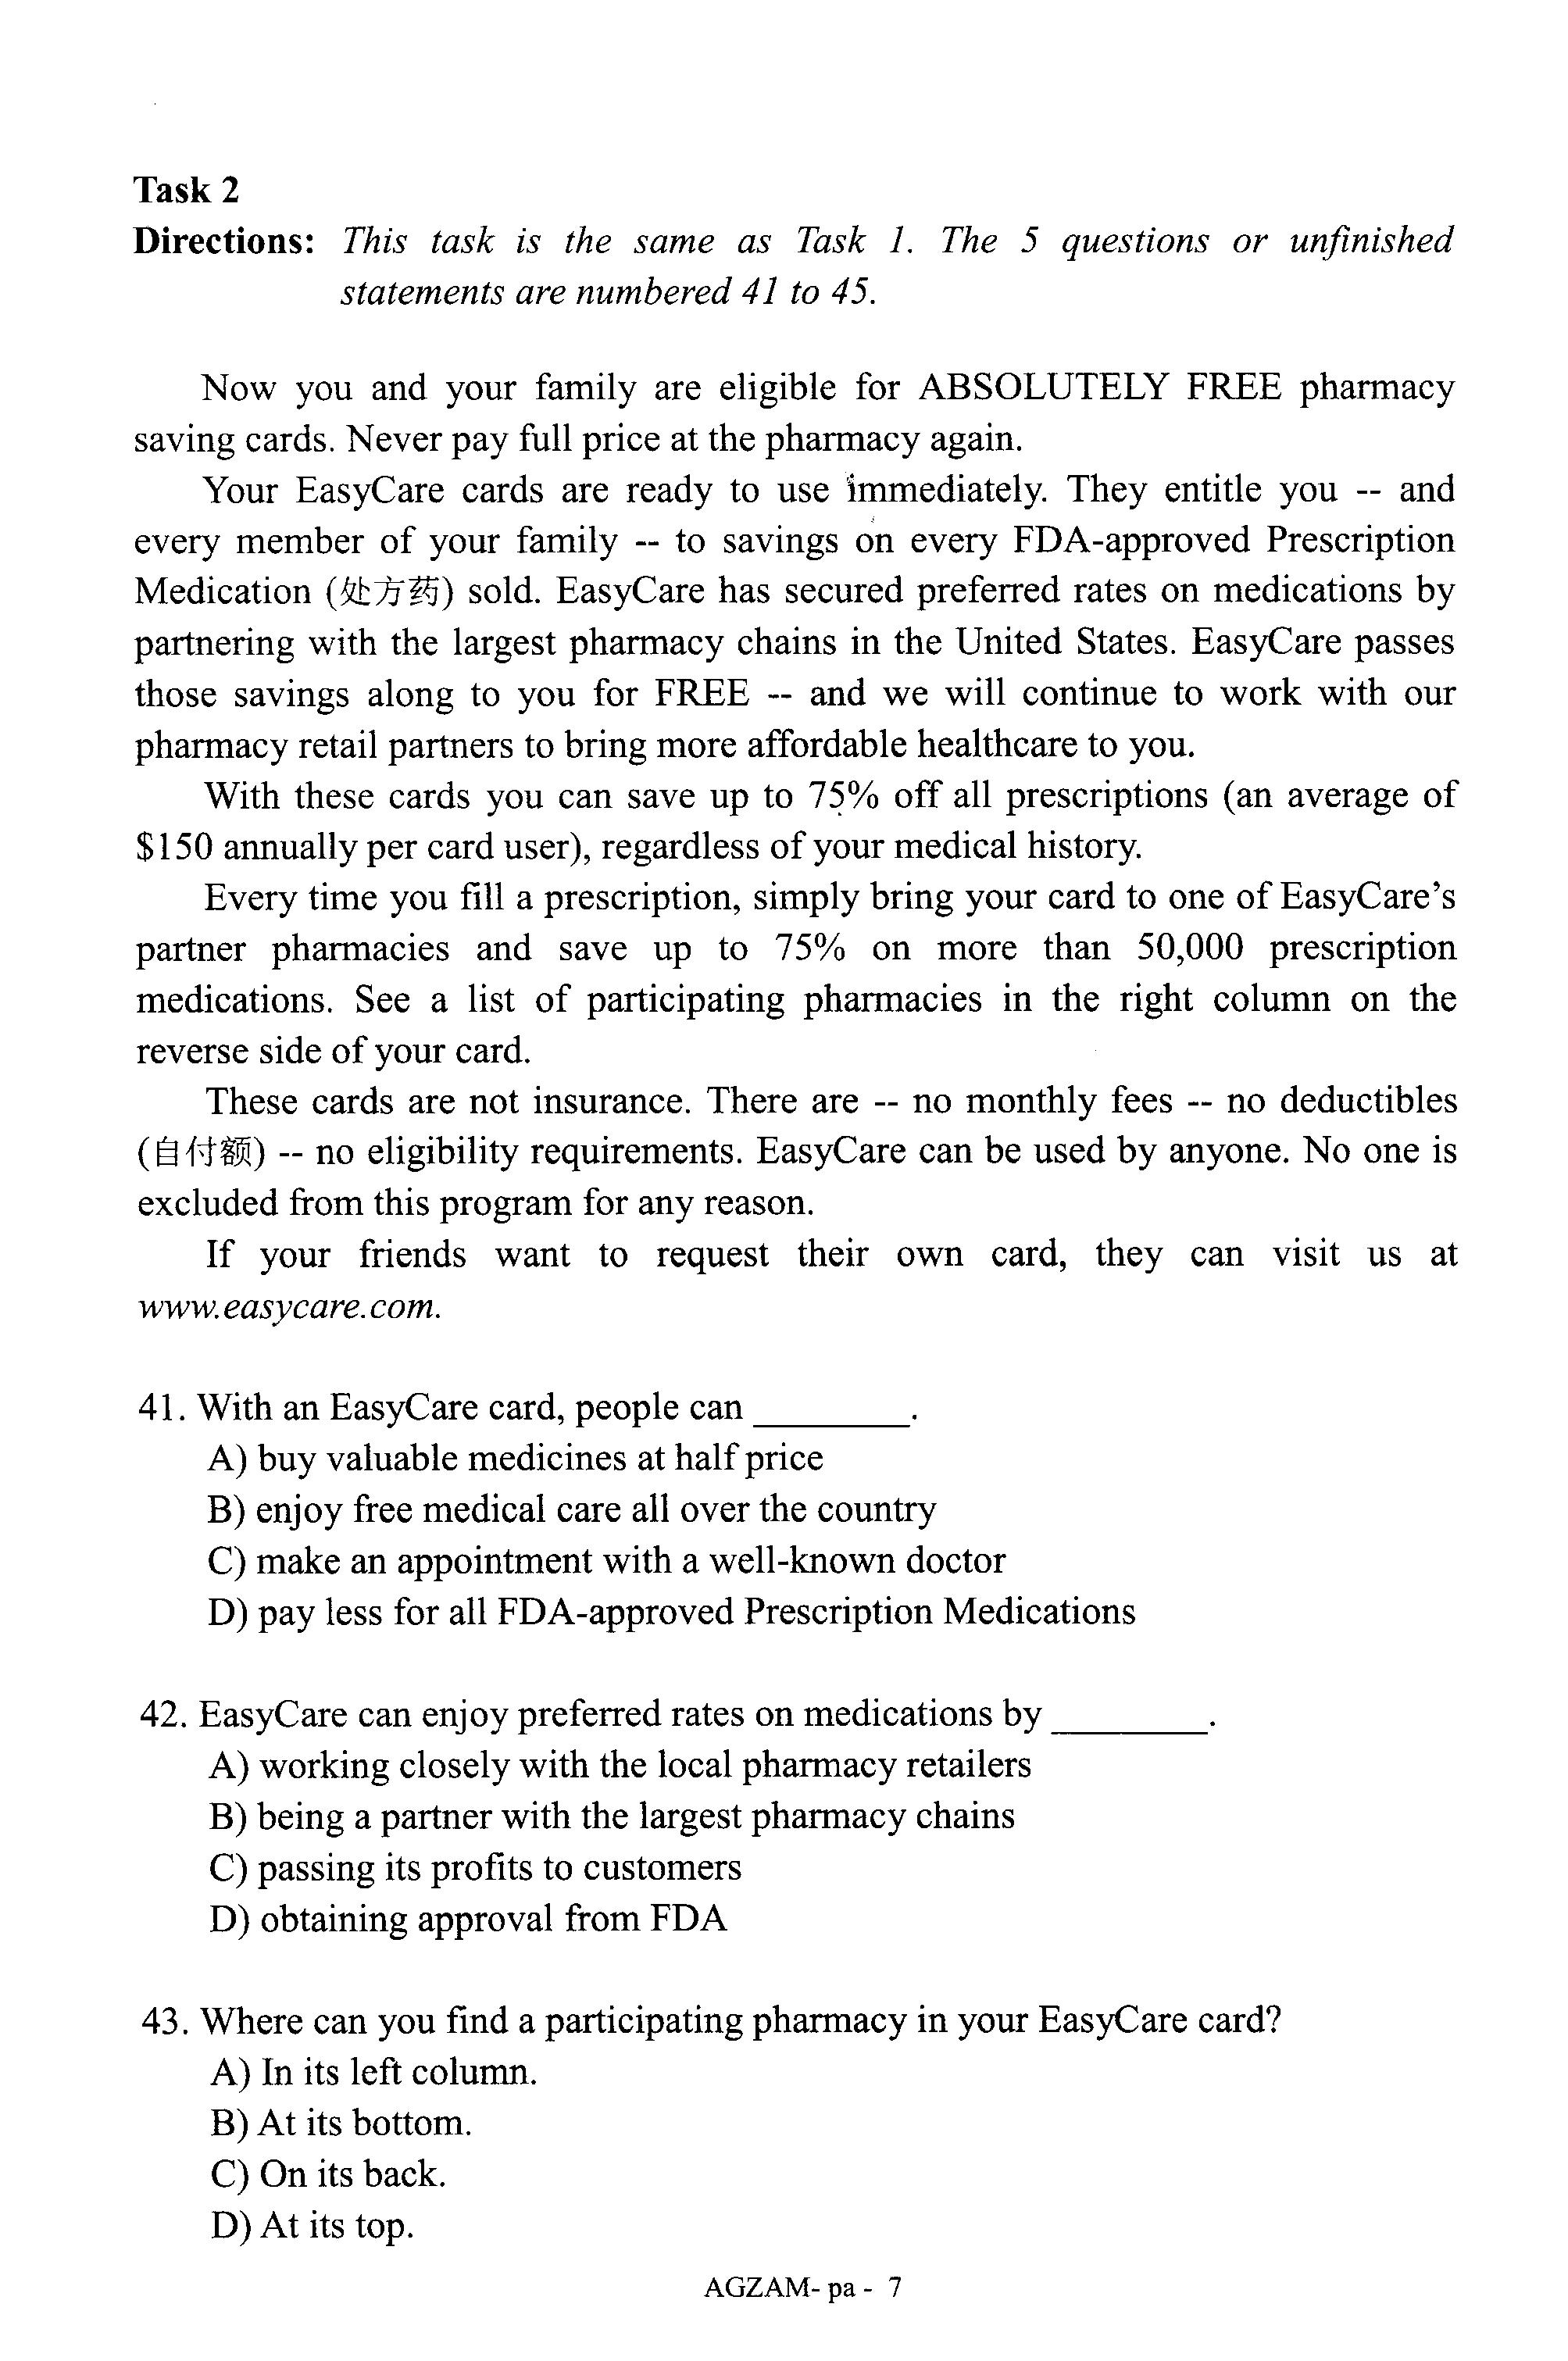 Task 2
Directions: This task is the same as Task 1. The 5 questions or unfinished
statements are numbered 41 to 45.
Now you and your family are eligible for ABSOLUTELY FREE pharmacy
saving cards. Never pay full price at the pharmacy again.
Your EasyCare cards are ready to use immediately. They entitle you -- and
every member of your family -- to savings on every FDA-approved Prescription
Medication (处方药) sold. EasyCare has secured preferred rates on medications by
partnering with the largest pharmacy chains in the United States. EasyCare passes
those savings along to you for FREE -- and we will continue to work with our
pharmacy retail partners to bring more affordable healthcare to you.
With these cards you can save up to 75% off all prescriptions (an average of
$150 annually per card user), regardless of your medical history.
Every time you fill a prescription, simply bring your card to one of EasyCare's
partner pharmacies and save up to 75% on more than 50,000 prescription
medications. See a list of participating pharmacies in the right column on the
reverse side of your card.
These cards are not insurance. There are -- no monthly fees -- no deductibles
(自付额) -- no eligibility requirements. EasyCare can be used by anyone. No one is
excluded from this program for any reason.
If your friends want to request their own card, they can visit us at
www.easycare.com.
41. With an EasyCare card, people can ________.
A) buy valuable medicines at half price
B) enjoy free medical care all over the country
C) make an appointment with a well-known doctor
D) pay less for all FDA-approved Prescription Medications
42. EasyCare can enjoy preferred rates on medications by ________.
A) working closely with the local pharmacy retailers
B) being a partner with the largest pharmacy chains
C) passing its profits to customers
D) obtaining approval from FDA
43. Where can you find a participating pharmacy in your EasyCare card?
A) In its left column.
B) At its bottom.
C) On its back.
D) At its top.
AGZAM- pa - 7